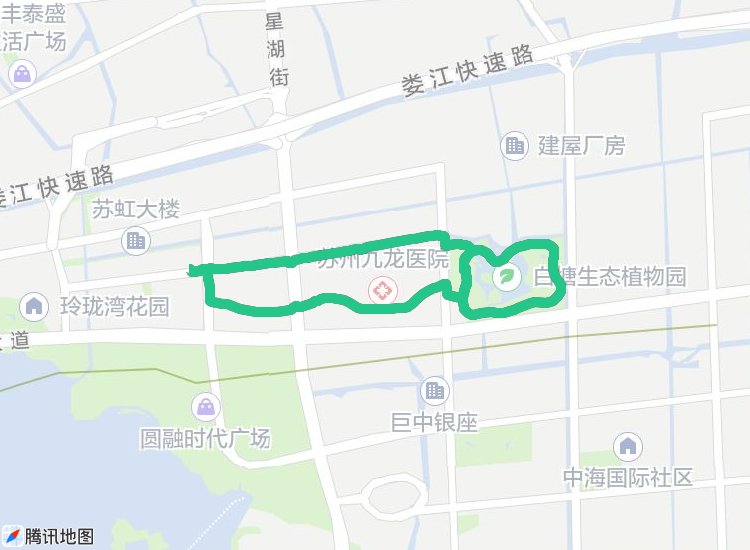 丰泰盛
活广场
星湖街
娄江快速路
建屋厂房
娄江快速路
苏虹大楼
苏州九龙医院
白塘生态植物园
玲珑湾花园
道
巨中银座
圆融时代广场
中海国际社区
腾讯地图